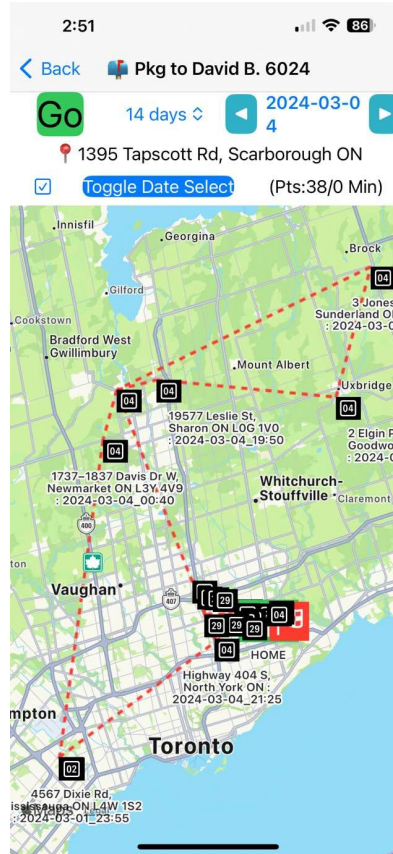 2:51
86
Back
Pkg to David B. 6024
Go
14 days
2024-03-0
4
1395 Tapscott Rd, Scarborough ON
Toggle Date Select
(Pts:38/0 Min)
Innisfil
Georgina
Brock
Gilford
04
3 Jones
Sunderland O
: 2024-03-0
Cookstown
Bradford West
Gwillimbury
Mount Albert
Uxbridge
04
04
04
19577 Leslie St,
Sharon ON L0G 1V0
: 2024-03-04_19:50
2 Elgin P
Goodwo
: 2024-0
04
1737–1837 Davis Dr W,
Newmarket ON L3Y 4V9
: 2024-03-04_00:40
Whitchurch-
Stouffville
Claremont
400
ton
Vaughan
407
29
04
29
29
29
04
HOME
Highway 404 S,
North York ON :
2024-03-04_21:25
mpton
Toronto
02
4567 Dixie Rd,
ississauga ON L4W 1S2
: 2024-03-01_23:55
Maps
Legal